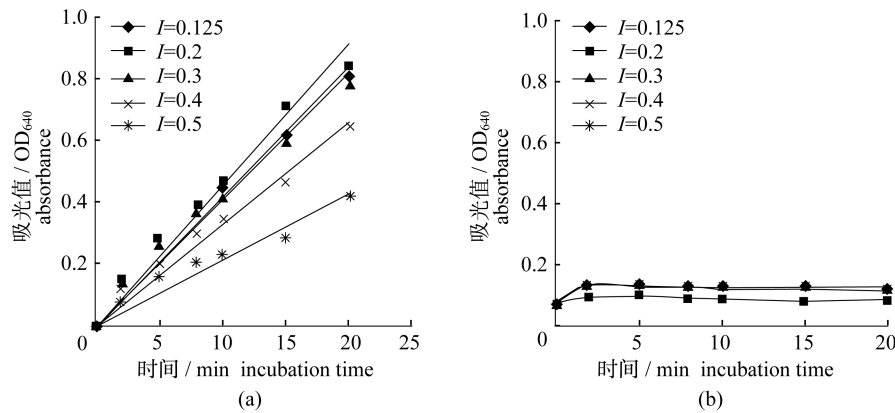 1.0
0.8
0.6
0.4
0.2
0
吸光值 / OD640
absorbance
I=0.125
I=0.2
I=0.3
I=0.4
I=0.5
0 5 10 15 20 25
时间 / min incubation time
(a)
1.0
0.8
0.6
0.4
0.2
0
吸光值 / OD640
absorbance
I=0.125
I=0.2
I=0.3
I=0.4
I=0.5
0 5 10 15 20
时间 / min incubation time
(b)